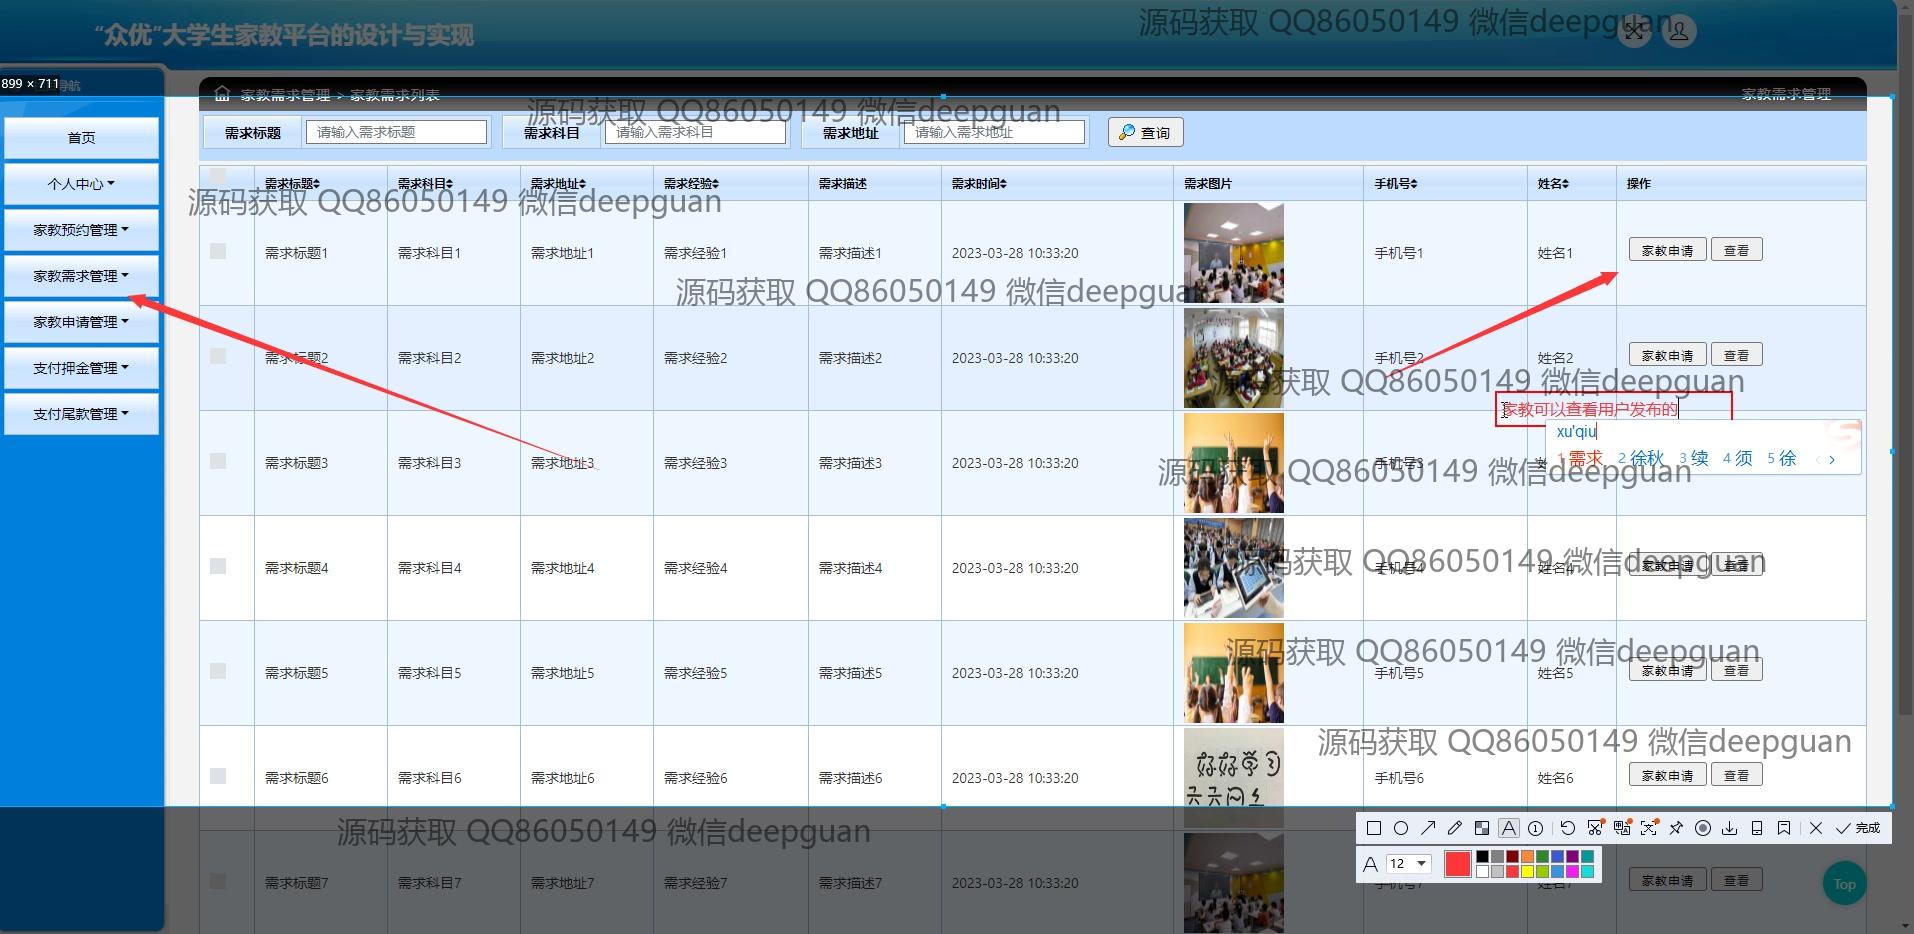 “众优”大学生家教平台的设计与实现
源码获取 QQ86050149 微信deepguan
899 × 711
导航
家教需求管理 > 家教需求列表
家教需求管理
源码获取 QQ86050149 微信deepguan
首页
个人中心
家教预约管理
家教需求管理
家教申请管理
支付押金管理
支付尾款管理
需求标题 请输入需求标题 需求科目 请输入需求科目 需求地址 请输入需求地址 查询
需求标题 需求科目 需求地址 需求经验 需求描述 需求时间 需求图片 手机号 姓名 操作
源码获取 QQ86050149 微信deepguan
需求标题1 需求科目1 需求地址1 需求经验1 需求描述1 2023-03-28 10:33:20 手机号1 姓名1 家教申请 查看
源码获取 QQ86050149 微信deepguan
需求标题2 需求科目2 需求地址2 需求经验2 需求描述2 2023-03-28 10:33:20 手机号2 姓名2 家教申请 查看
源码获取 QQ86050149 微信deepguan
家教可以查看用户发布的
xu'qiu
1 需求 2 徐秋 3 续 4 须 5 徐
需求标题3 需求科目3 需求地址3 需求经验3 需求描述3 2023-03-28 10:33:20 手机号3
源码获取 QQ86050149 微信deepguan
需求标题4 需求科目4 需求地址4 需求经验4 需求描述4 2023-03-28 10:33:20 手机号4 姓名4 家教申请 查看
源码获取 QQ86050149 微信deepguan
需求标题5 需求科目5 需求地址5 需求经验5 需求描述5 2023-03-28 10:33:20 手机号5 姓名5 家教申请 查看
源码获取 QQ86050149 微信deepguan
源码获取 QQ86050149 微信deepguan
需求标题6 需求科目6 需求地址6 需求经验6 需求描述6 2023-03-28 10:33:20 手机号6 姓名6 家教申请 查看
好好学习
天天向上
源码获取 QQ86050149 微信deepguan
完成
A 12
需求标题7 需求科目7 需求地址7 需求经验7 需求描述7 2023-03-28 10:33:20 手机号7 姓名7 家教申请 查看
Top